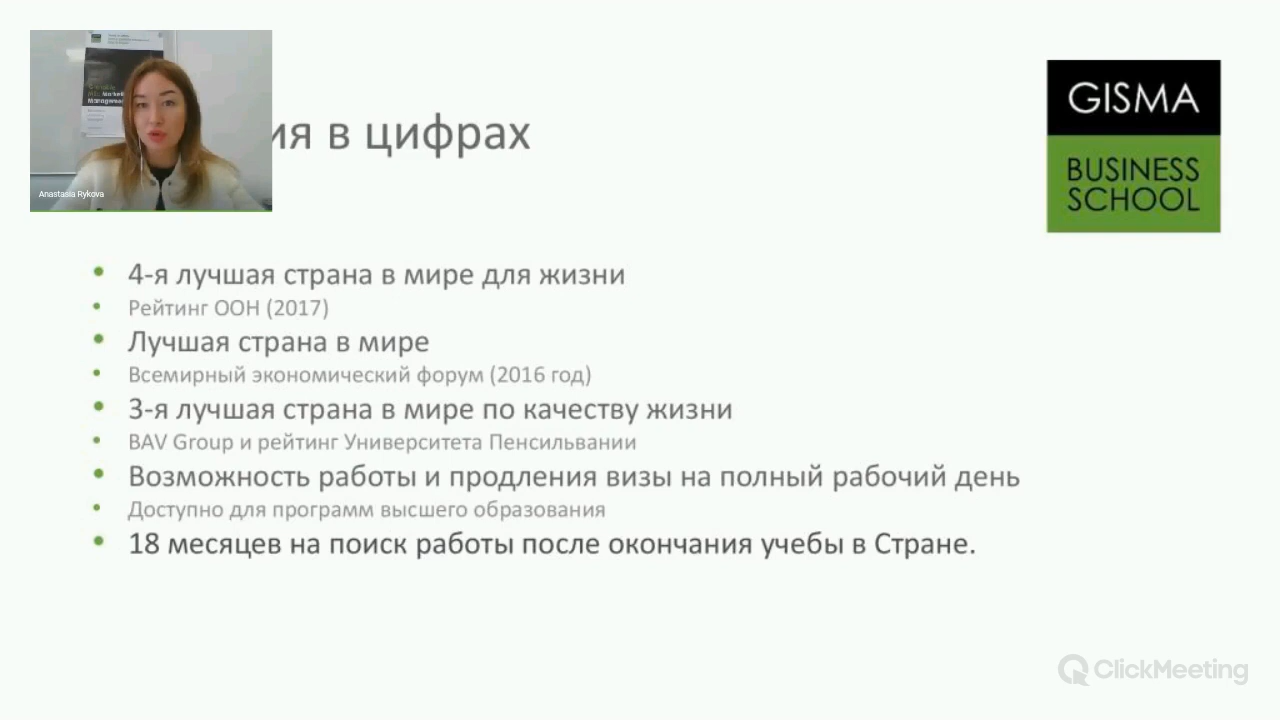 Anastasia Rykova
ия в цифрах
GISMA
BUSINESS
SCHOOL
4-я лучшая страна в мире для жизни
Рейтинг ООН (2017)
Лучшая страна в мире
Всемирный экономический форум (2016 год)
3-я лучшая страна в мире по качеству жизни
BAV Group и рейтинг Университета Пенсильвании
Возможность работы и продления визы на полный рабочий день
Доступно для программ высшего образования
18 месяцев на поиск работы после окончания учебы в Стране.
ClickMeeting